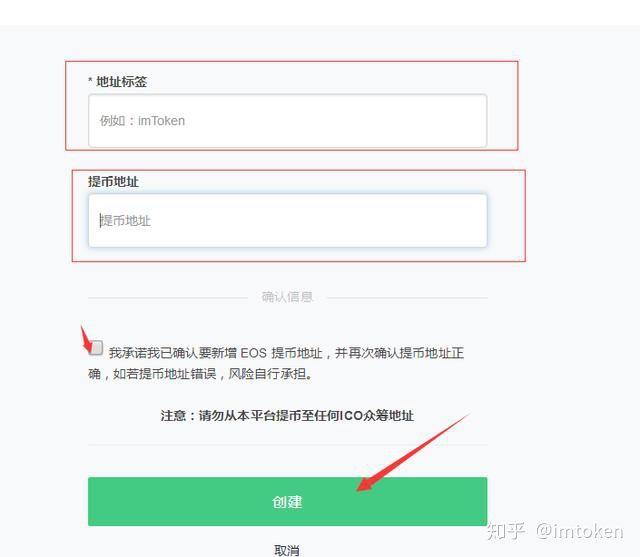 * 地址标签
例如：imToken
提币地址
提币地址
确认信息
我承诺我已确认要新增 EOS 提币地址，并再次确认提币地址正
确，如若提币地址错误，风险自行承担。
注意：请勿从本平台提币至任何ICO众筹地址
创建
知乎 @imtoken
取消